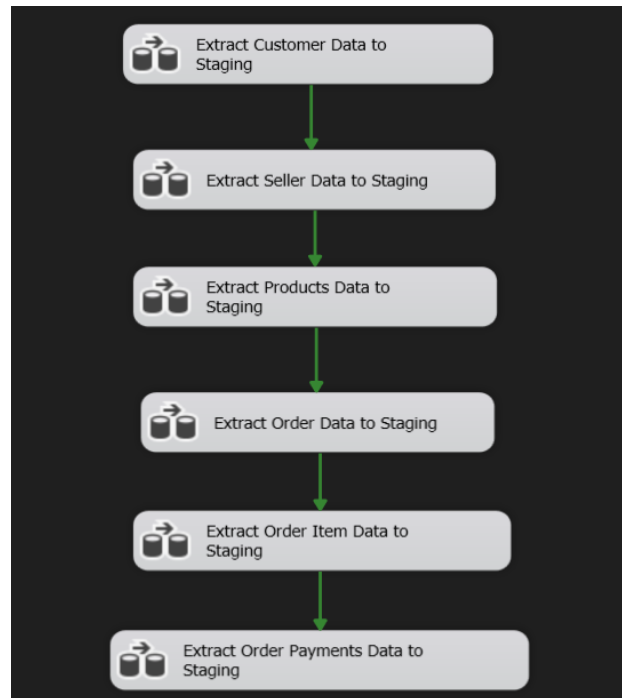 Extract Customer Data to
Staging
Extract Seller Data to Staging
Extract Products Data to
Staging
Extract Order Data to Staging
Extract Order Item Data to
Staging
Extract Order Payments Data to
Staging